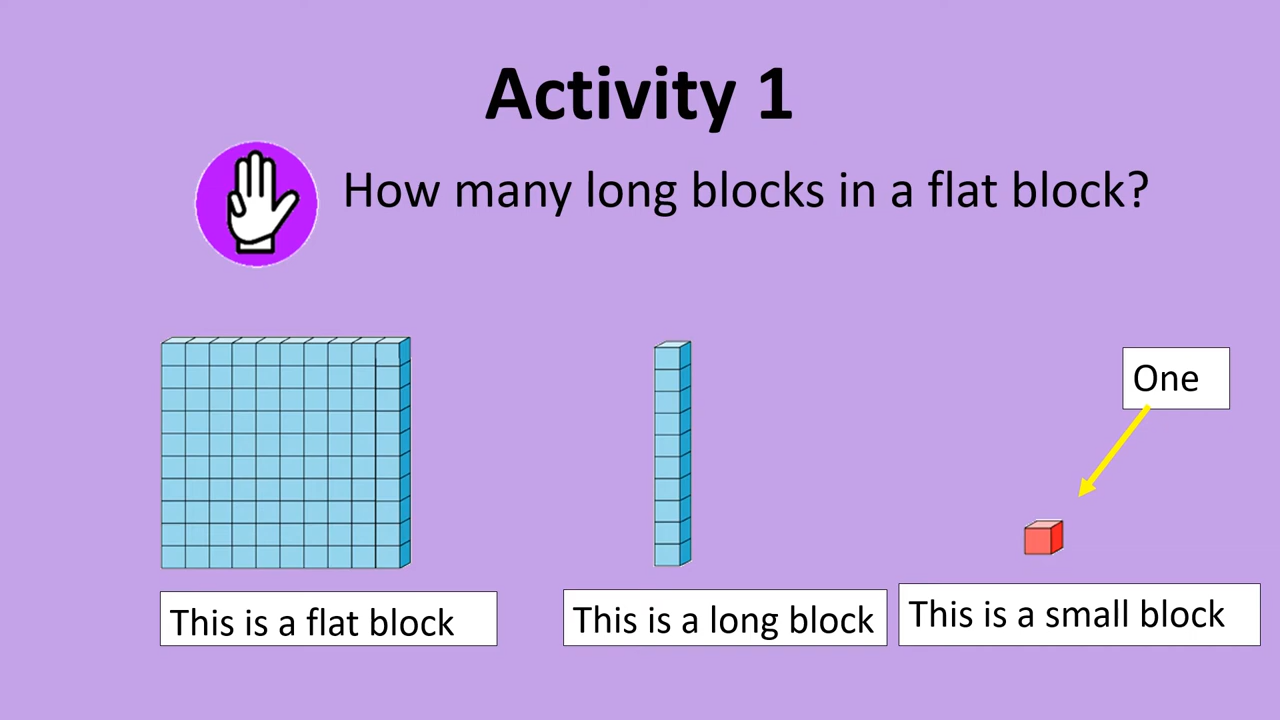 Activity 1
How many long blocks in a flat block?
One
This is a flat block
This is a long block
This is a small block